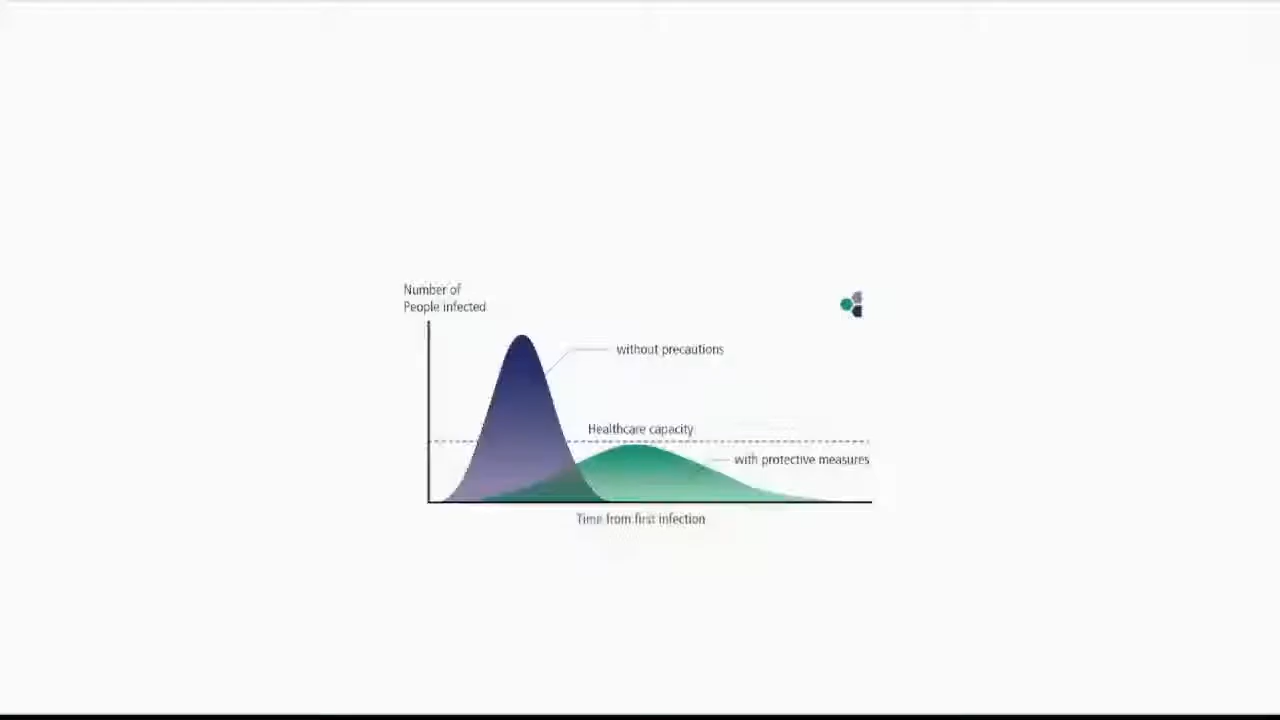 Number of
People infected
without precautions
Healthcare capacity
with protective measures
Time from first infection